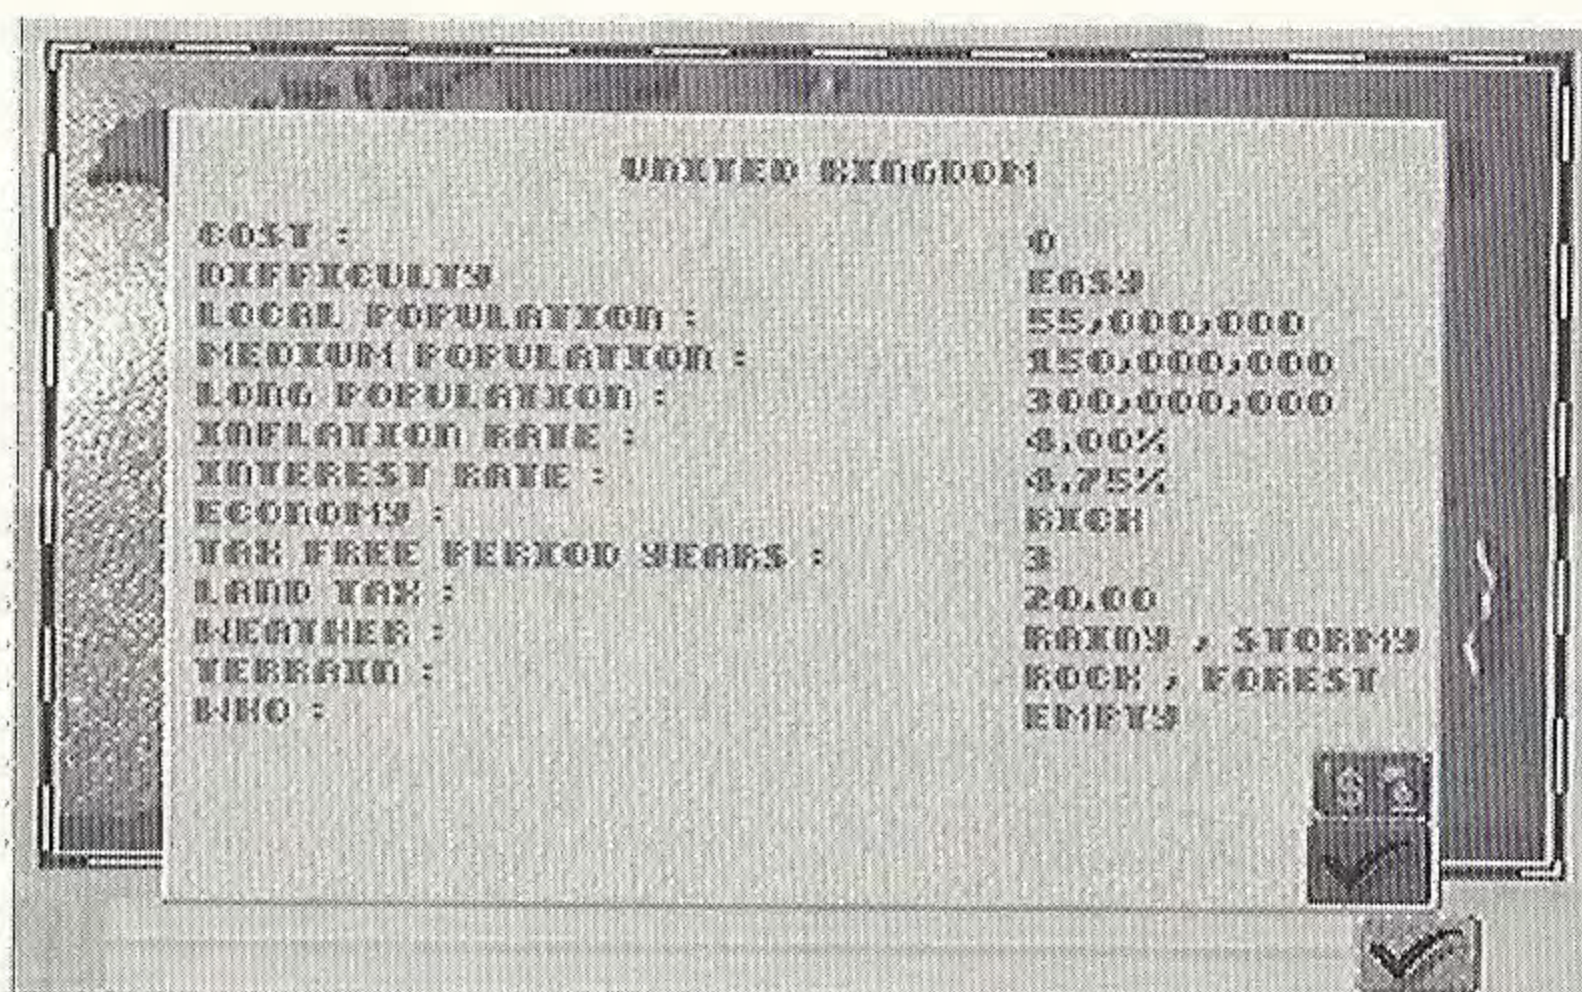 UNITED KINGDOM
COST : 0
DIFFICULTY EASY
LOCAL POPULATION : 55,000,000
MEDIUM POPULATION : 150,000,000
LONG POPULATION : 300,000,000
INFLATION RATE : 4.00%
INTEREST RATE : 4.75%
ECONOMY : RICH
TAX FREE PERIOD YEARS : 3
LAND TAX : 20.00
WEATHER : RAINY , STORMY
TERRAIN : ROCK , FOREST
WHO : EMPTY
$